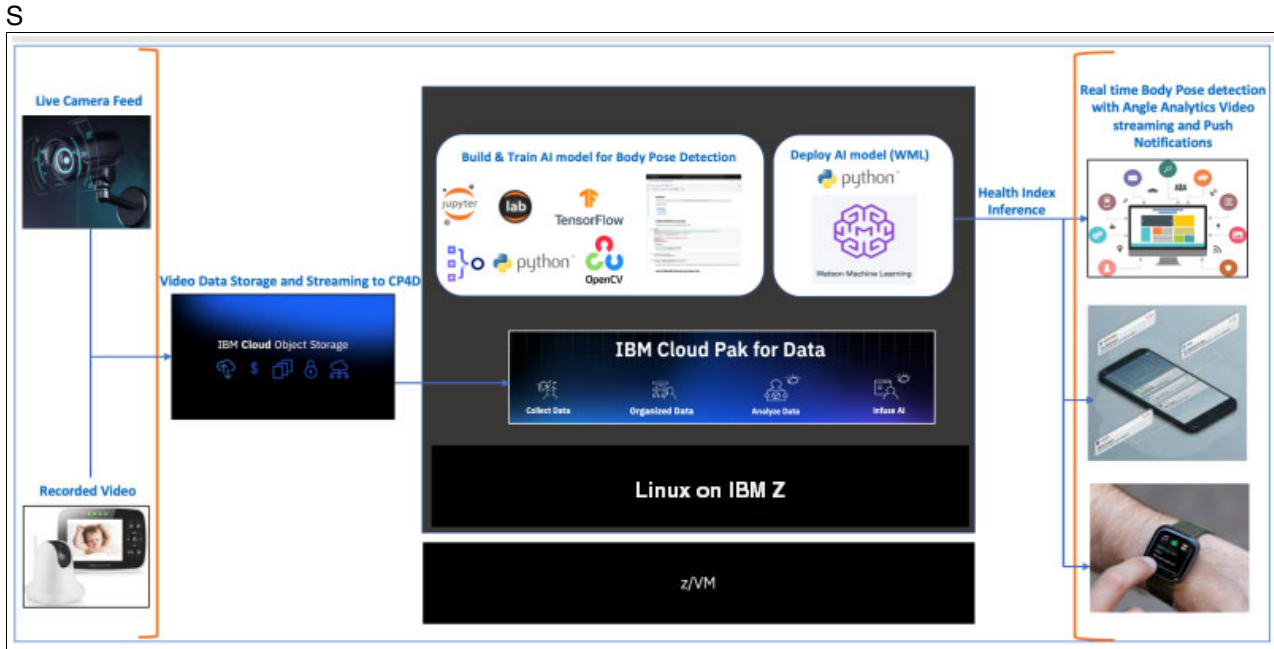 S
Live Camera Feed
Recorded Video
Video Data Storage and Streaming to CP4D
IBM Cloud Object Storage
$
Build & Train AI model for Body Pose Detection
jupyter
lab
TensorFlow
python
OpenCV
Deploy AI model (WML)
python
WML
Watson Machine Learning
IBM Cloud Pak for Data
Collect Data
Organized Data
Analyze Data
Infuse AI
Linux on IBM Z
z/VM
Health Index
Inference
Real time Body Pose detection
with Angle Analytics Video
streaming and Push
Notifications